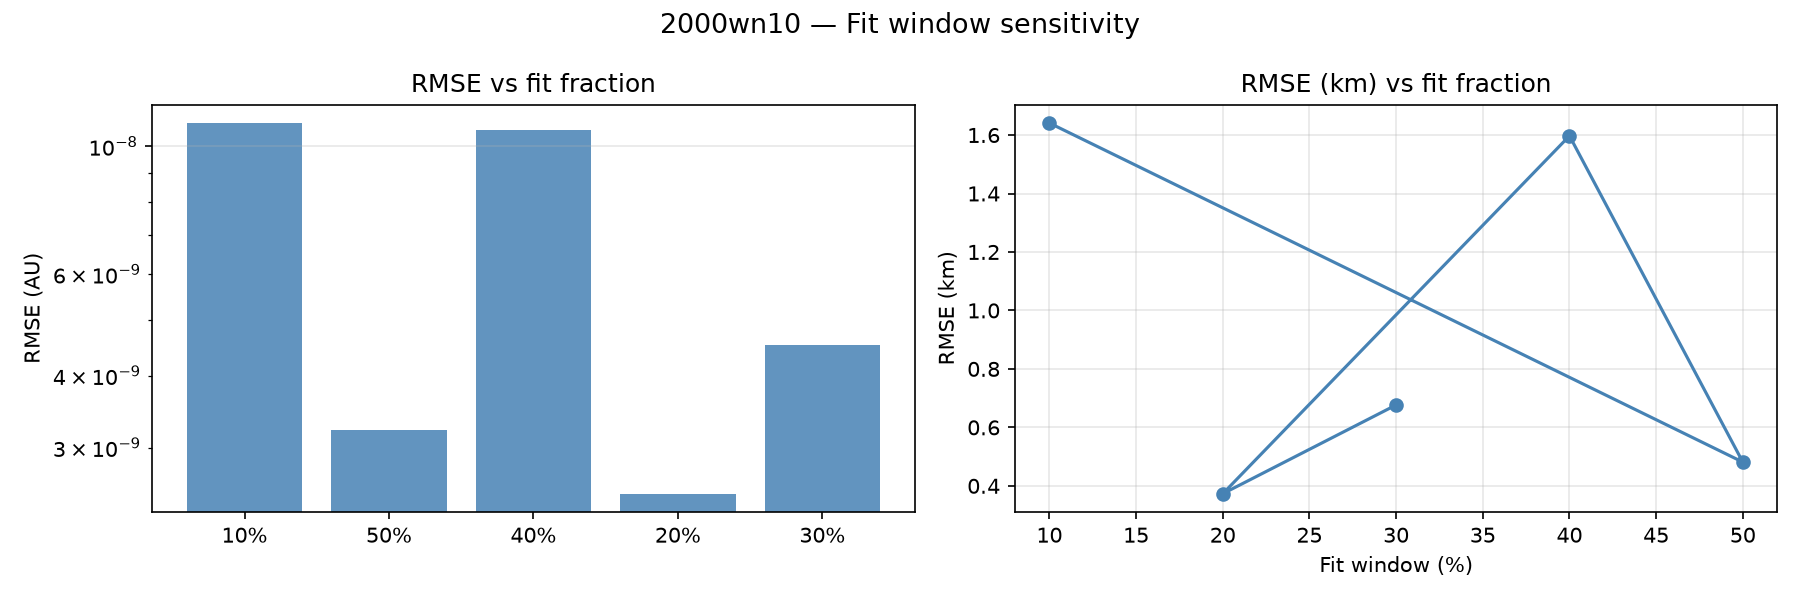 2000wn10 — Fit window sensitivity
RMSE vs fit fraction
RMSE (AU)
10⁻⁸
6 × 10⁻⁹
4 × 10⁻⁹
3 × 10⁻⁹
10% 50% 40% 20% 30%
RMSE (km) vs fit fraction
RMSE (km)
1.6
1.4
1.2
1.0
0.8
0.6
0.4
10 15 20 25 30 35 40 45 50
Fit window (%)